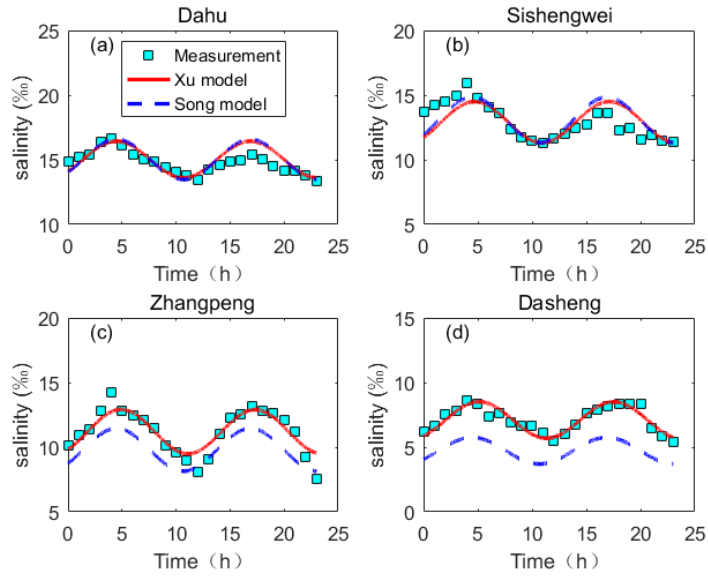 Dahu
Sishengwei
25
20
15
10
salinity (‰)
(a)
Measurement
Xu model
Song model
0 5 10 15 20 25
Time（h）
20
15
10
5
salinity (‰)
(b)
0 5 10 15 20 25
Time（h）
Zhangpeng
Dasheng
20
15
10
5
salinity (‰)
(c)
0 5 10 15 20 25
Time（h）
15
10
5
0
salinity (‰)
(d)
0 5 10 15 20 25
Time（h）